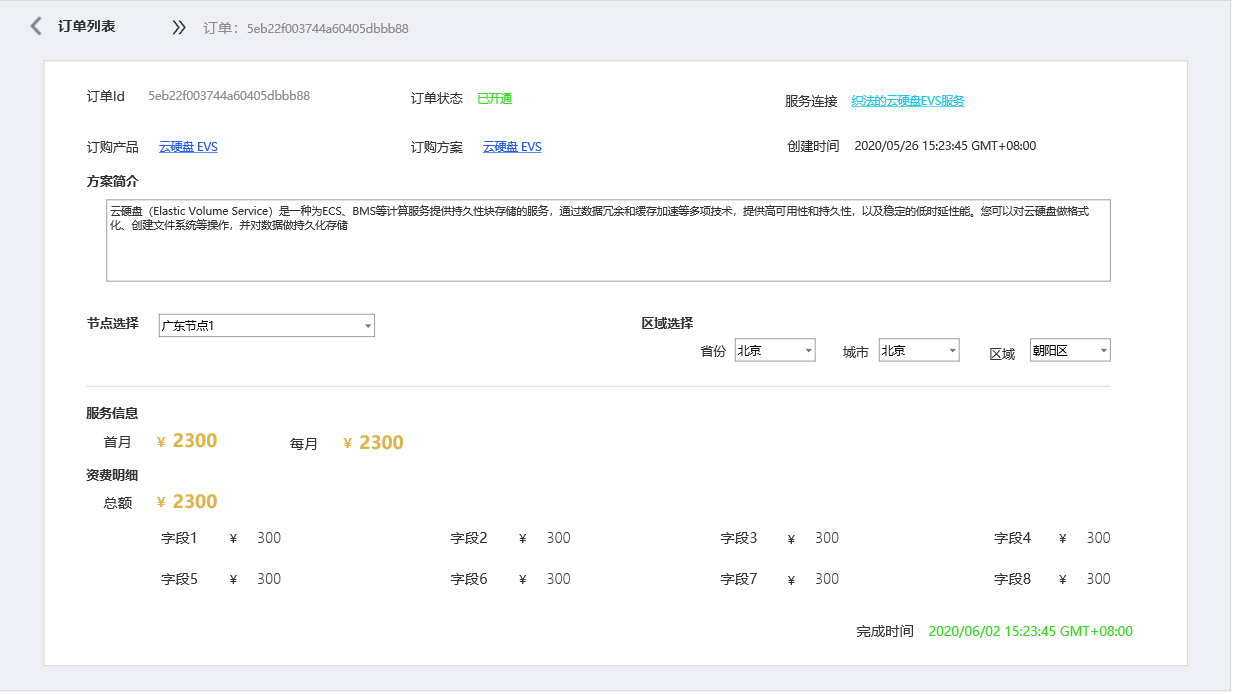 订单列表 订单：5eb22f003744a60405dbbb88
订单Id 5eb22f003744a60405dbbb88 订单状态 已开通 服务连接 织法的云硬盘EVS服务
订购产品 云硬盘 EVS 订购方案 云硬盘 EVS 创建时间 2020/05/26 15:23:45 GMT+08:00
方案简介
云硬盘（Elastic Volume Service）是一种为ECS、BMS等计算服务提供持久性块存储的服务，通过数据冗余和缓存加速等多项技术，提供高可用性和持久性，以及稳定的低时延性能。您可以对云硬盘做格式
化、创建文件系统等操作，并对数据做持久化存储
节点选择 广东节点1 区域选择
省份 北京 城市 北京 区域 朝阳区
服务信息
首月 ¥ 2300 每月 ¥ 2300
资费明细
总额 ¥ 2300
字段1 ¥ 300 字段2 ¥ 300 字段3 ¥ 300 字段4 ¥ 300
字段5 ¥ 300 字段6 ¥ 300 字段7 ¥ 300 字段8 ¥ 300
完成时间 2020/06/02 15:23:45 GMT+08:00